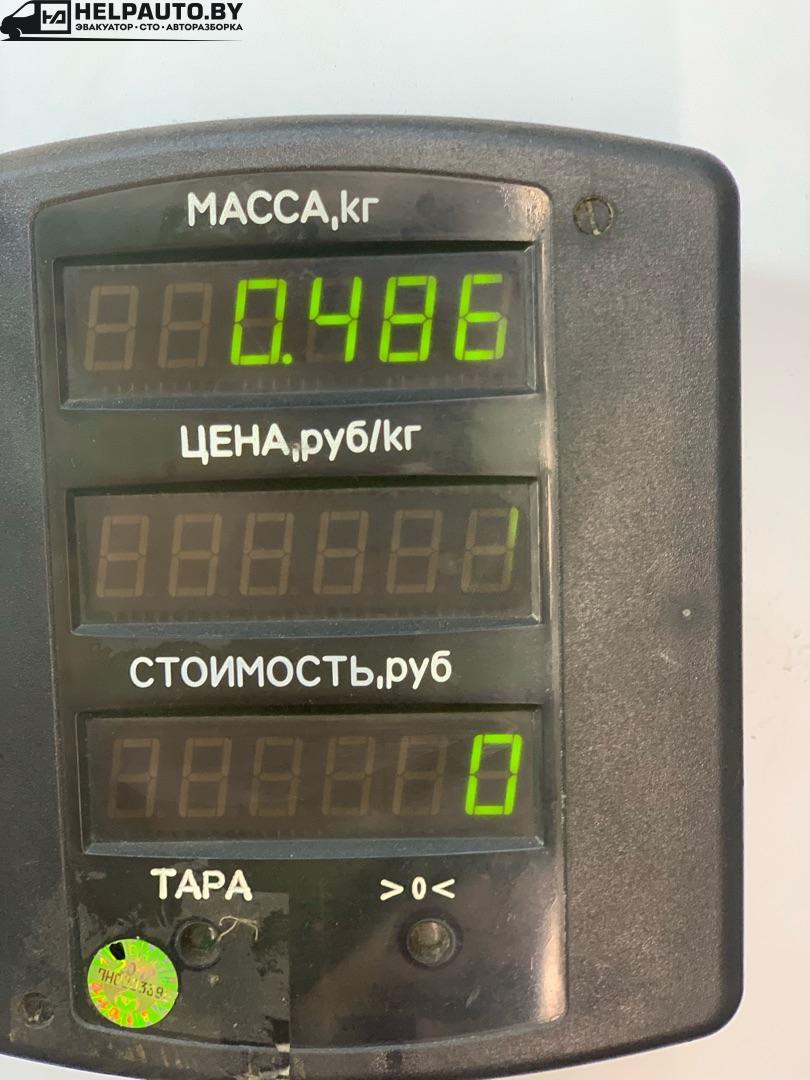 HELPAUTO.BY
ЭВАКУАТОР • СТО • АВТОРАЗБОРКА
МАССА,кг
0.486
ЦЕНА,руб/кг
1
СТОИМОСТЬ,руб
0
ТАРА >0<